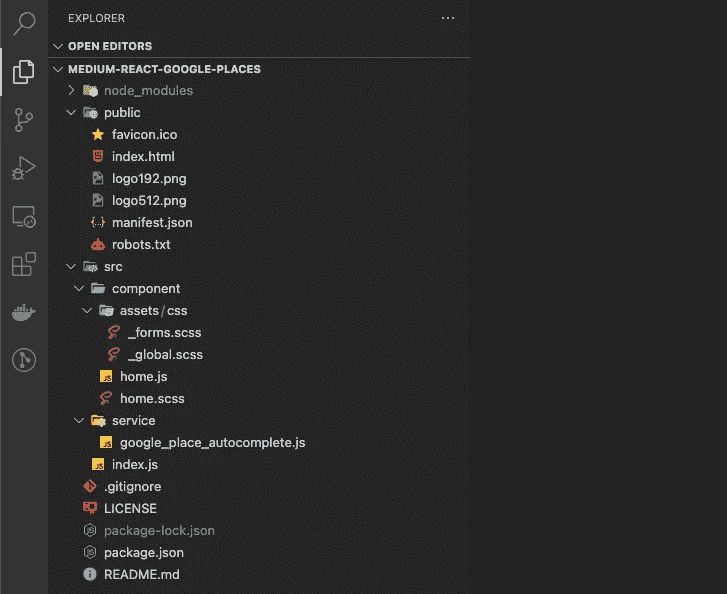 EXPLORER ...
OPEN EDITORS
MEDIUM-REACT-GOOGLE-PLACES
node_modules
public
favicon.ico
index.html
logo192.png
logo512.png
manifest.json
robots.txt
src
component
assets/css
_forms.scss
_global.scss
home.js
home.scss
service
google_place_autocomplete.js
index.js
.gitignore
LICENSE
package-lock.json
package.json
README.md